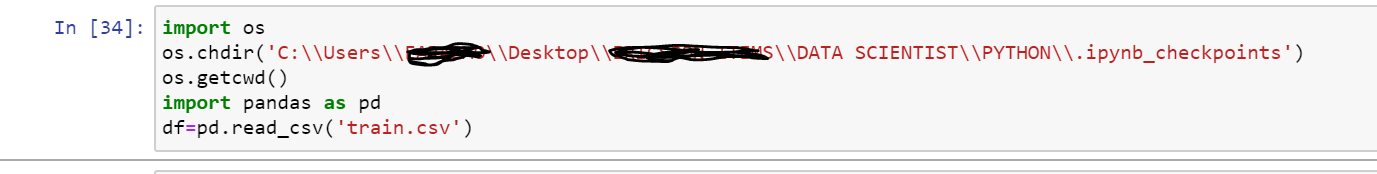 In [34]: import os
os.chdir('C:\\Users\\\\Desktop\\MS\\DATA SCIENTIST\\PYTHON\\.ipynb_checkpoints')
os.getcwd()
import pandas as pd
df=pd.read_csv('train.csv')